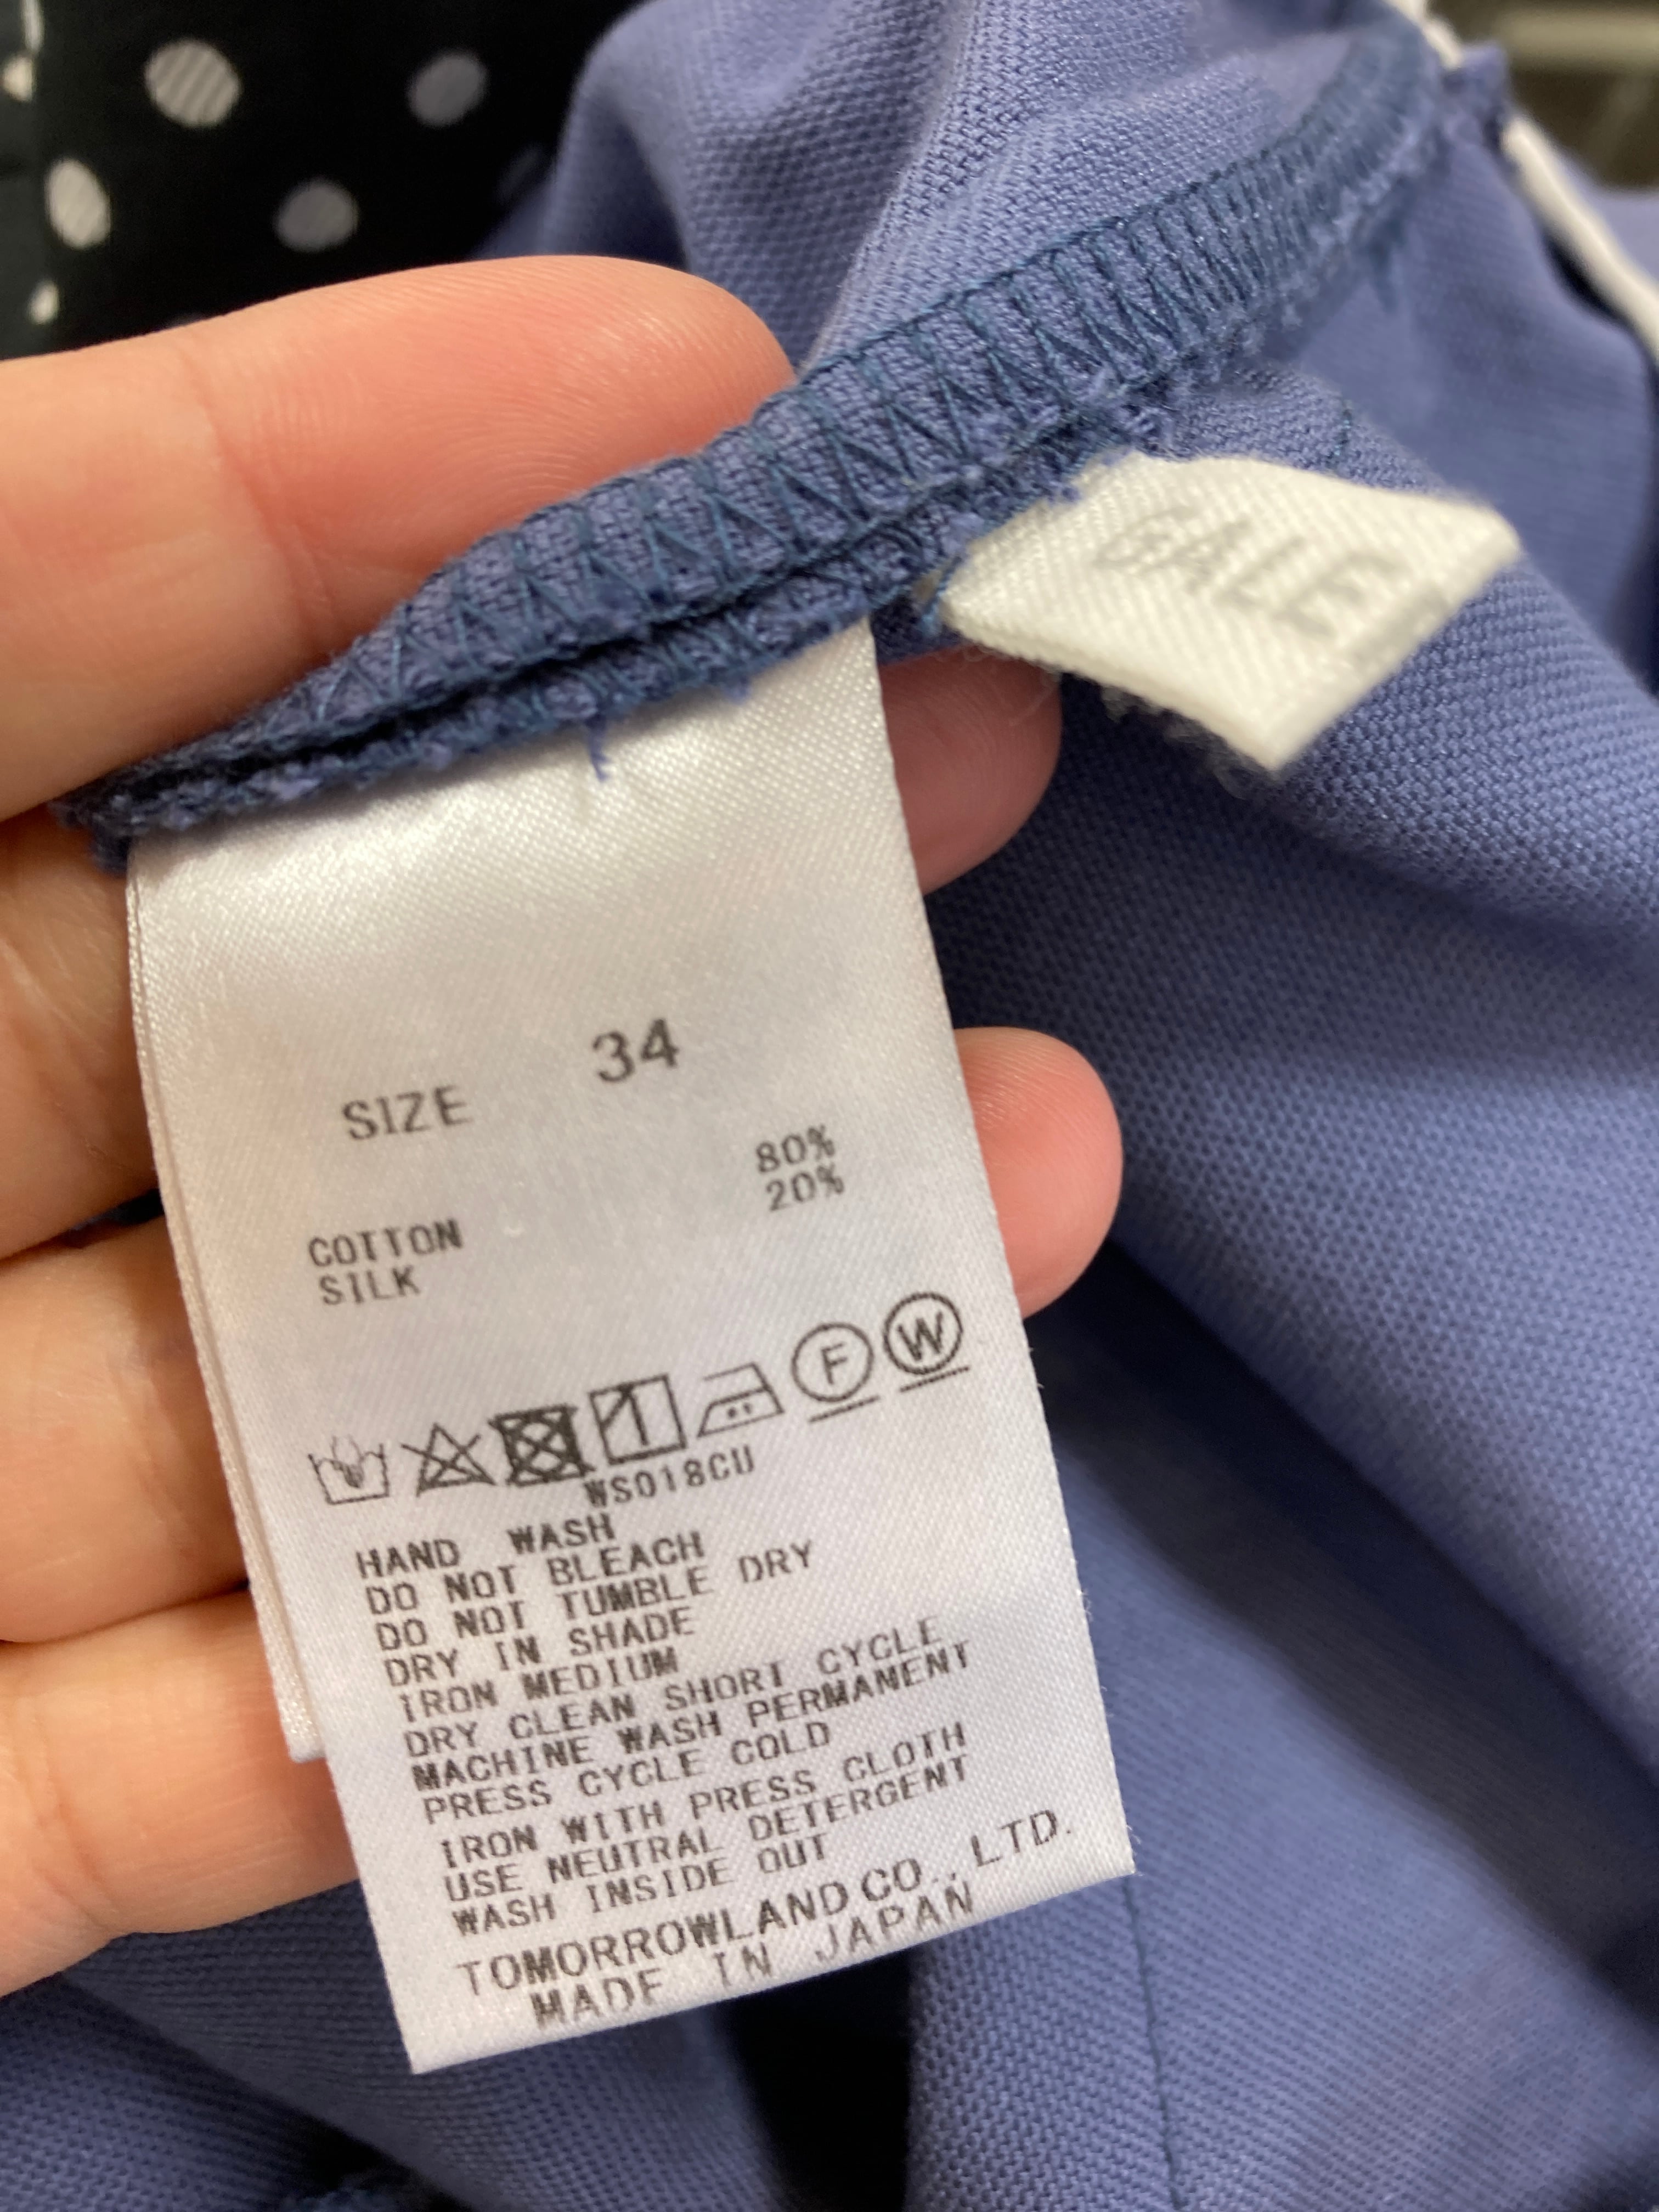 GALE
SIZE 34
COTTON 80%
SILK 20%
F W
WS018CU
HAND WASH
DO NOT BLEACH
DO NOT TUMBLE DRY
DRY IN SHADE
IRON MEDIUM
DRY CLEAN SHORT CYCLE
MACHINE WASH PERMANENT
PRESS CYCLE COLD
IRON WITH PRESS CLOTH
USE NEUTRAL DETERGENT
WASH INSIDE OUT
TOMORROWLAND CO., LTD.
MADE IN JAPAN